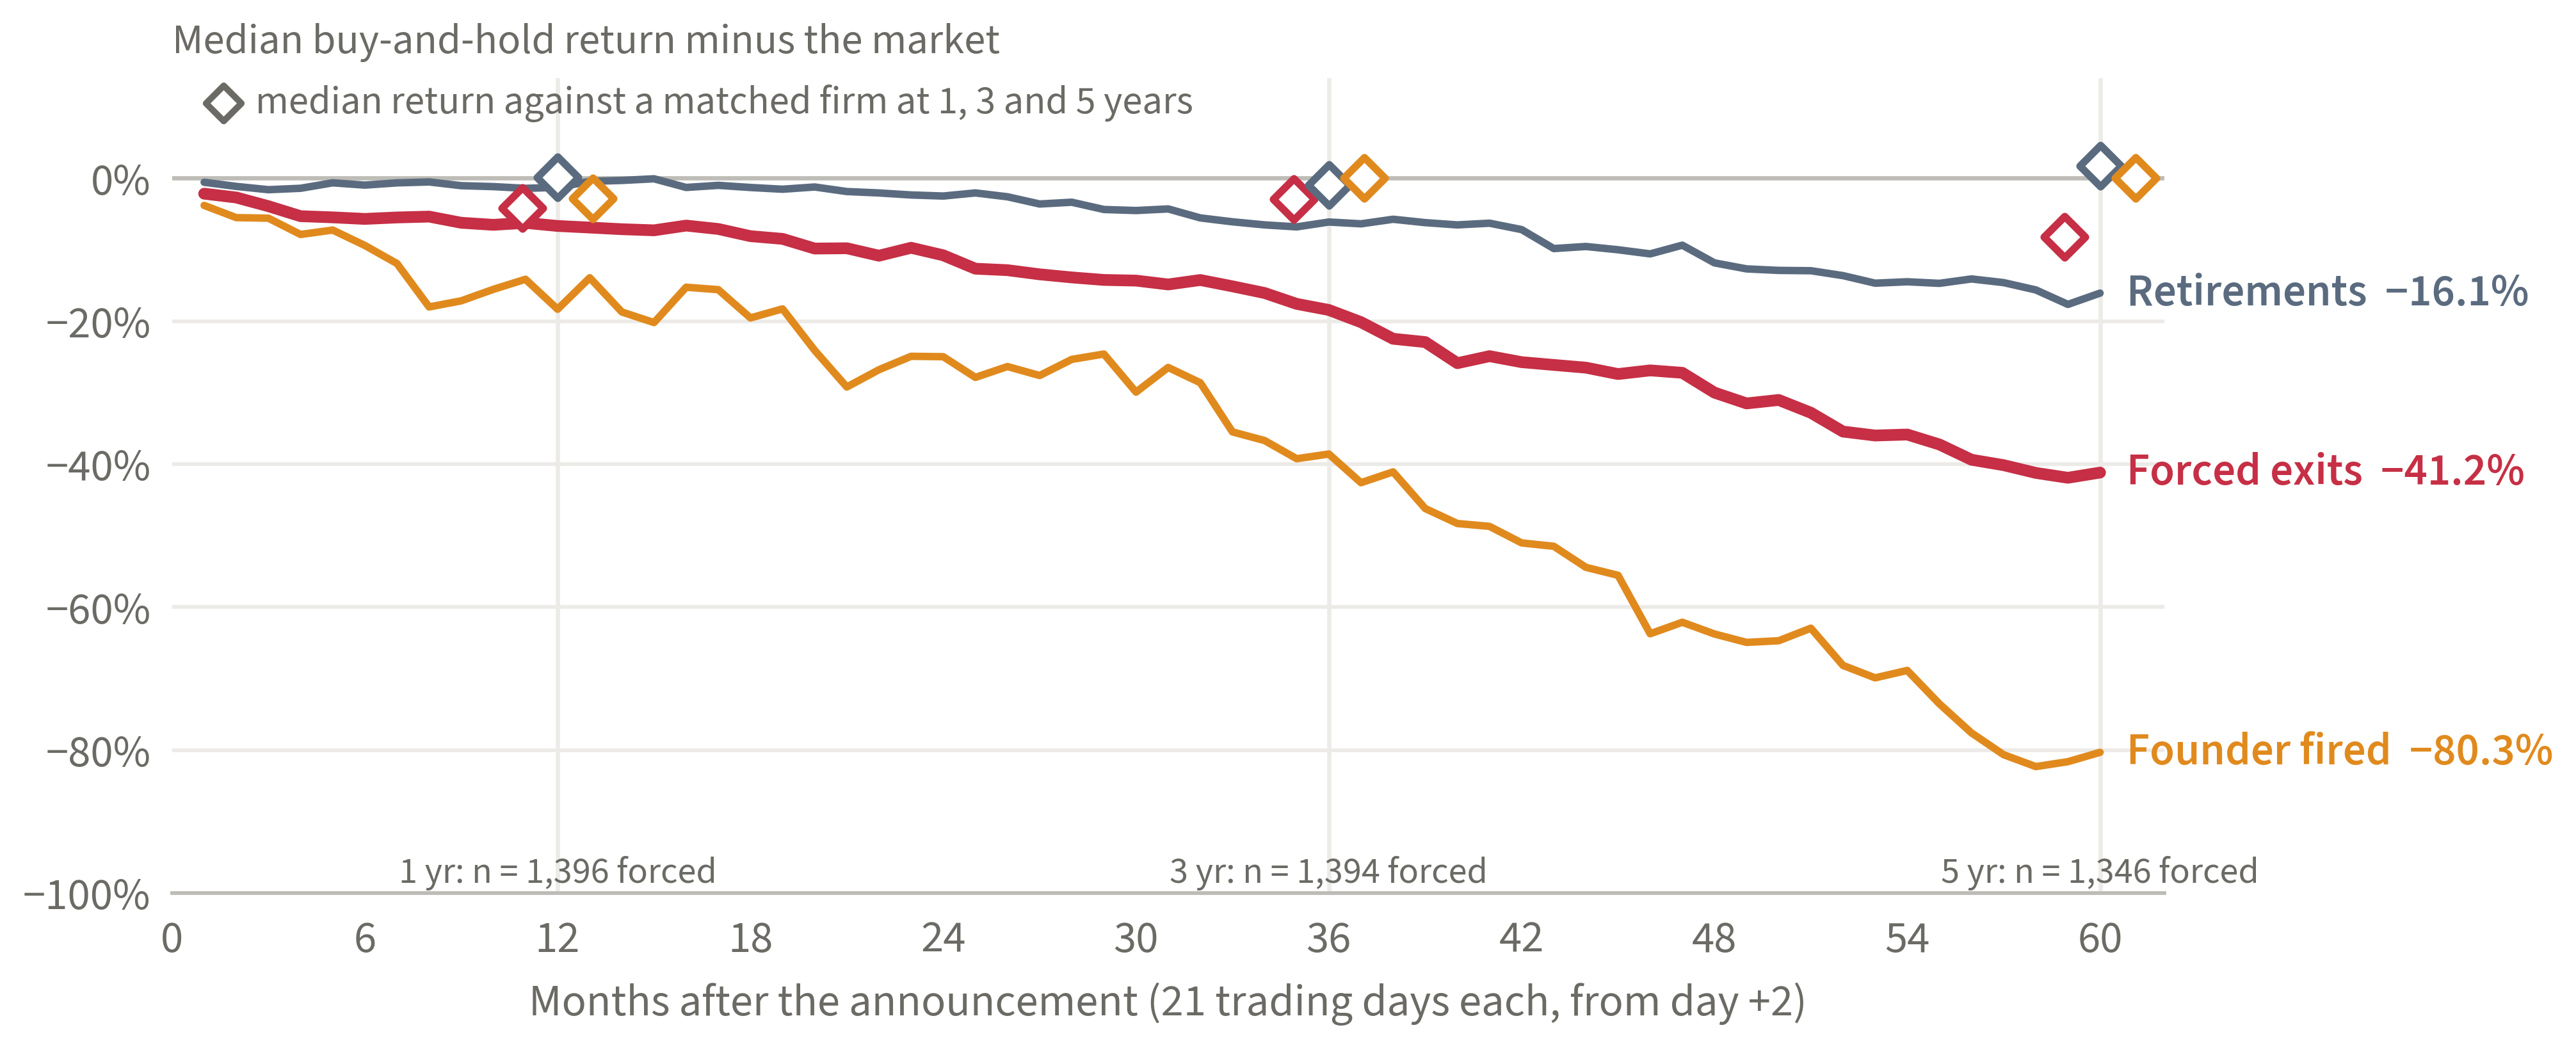 Median buy-and-hold return minus the market
median return against a matched firm at 1, 3 and 5 years
0%
−20%
−40%
−60%
−80%
−100%
Retirements −16.1%
Forced exits −41.2%
Founder fired −80.3%
1 yr: n = 1,396 forced
3 yr: n = 1,394 forced
5 yr: n = 1,346 forced
0 6 12 18 24 30 36 42 48 54 60
Months after the announcement (21 trading days each, from day +2)